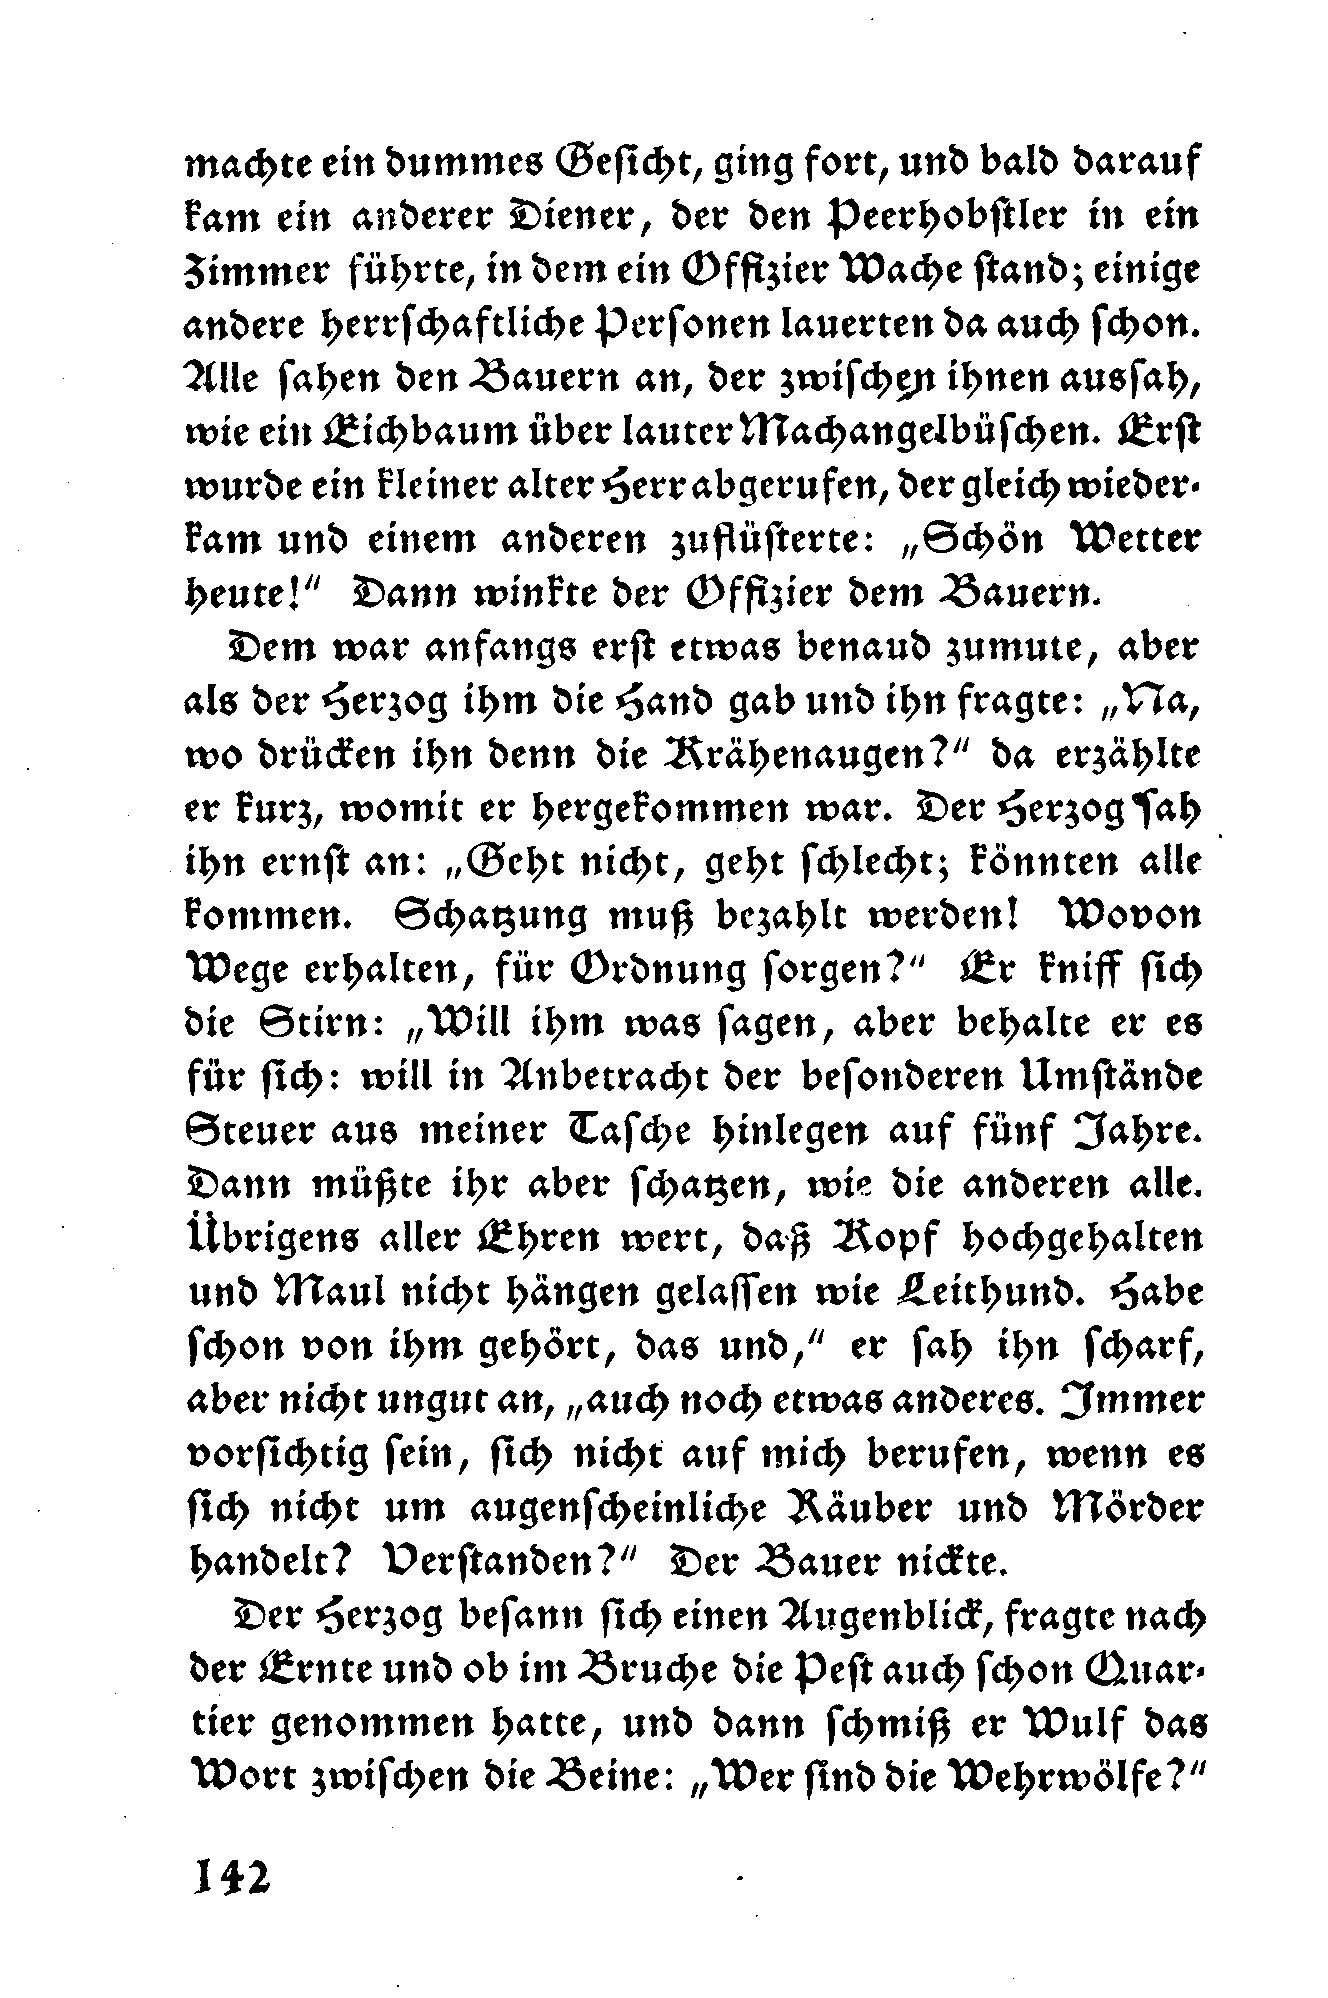 machte ein dummes Gesicht, ging fort, und bald darauf
kam ein anderer Diener, der den Peerhobstler in ein
Zimmer führte, in dem ein Offizier Wache stand; einige
andere herrschaftliche Personen lauerten da auch schon.
Alle sahen den Bauern an, der zwischen ihnen aussah,
wie ein Eichbaum über lauter Machangelbüschen. Erst
wurde ein kleiner alter Herr abgerufen, der gleich wieder-
kam und einem anderen zuflüsterte: „Schön Wetter
heute!“ Dann winkte der Offizier dem Bauern.
Dem war anfangs erst etwas benaud zumute, aber
als der Herzog ihm die Hand gab und ihn fragte: „Na,
wo drücken ihn denn die Krähenaugen?“ da erzählte
er kurz, womit er hergekommen war. Der Herzog sah
ihn ernst an: „Geht nicht, geht schlecht; könnten alle
kommen. Schatzung muß bezahlt werden! Wovon
Wege erhalten, für Ordnung sorgen?“ Er kniff sich
die Stirn: „Will ihm was sagen, aber behalte er es
für sich: will in Anbetracht der besonderen Umstände
Steuer aus meiner Tasche hinlegen auf fünf Jahre.
Dann müßte ihr aber schatzen, wie die anderen alle.
Übrigens aller Ehren wert, daß Kopf hochgehalten
und Maul nicht hängen gelassen wie Leithund. Habe
schon von ihm gehört, das und,“ er sah ihn scharf,
aber nicht ungut an, „auch noch etwas anderes. Immer
vorsichtig sein, sich nicht auf mich berufen, wenn es
sich nicht um augenscheinliche Räuber und Mörder
handelt? Verstanden?“ Der Bauer nickte.
Der Herzog besann sich einen Augenblick, fragte nach
der Ernte und ob im Bruche die Pest auch schon Quar-
tier genommen hatte, und dann schmiß er Wulf das
Wort zwischen die Beine: „Wer sind die Wehrwölfe?“
142